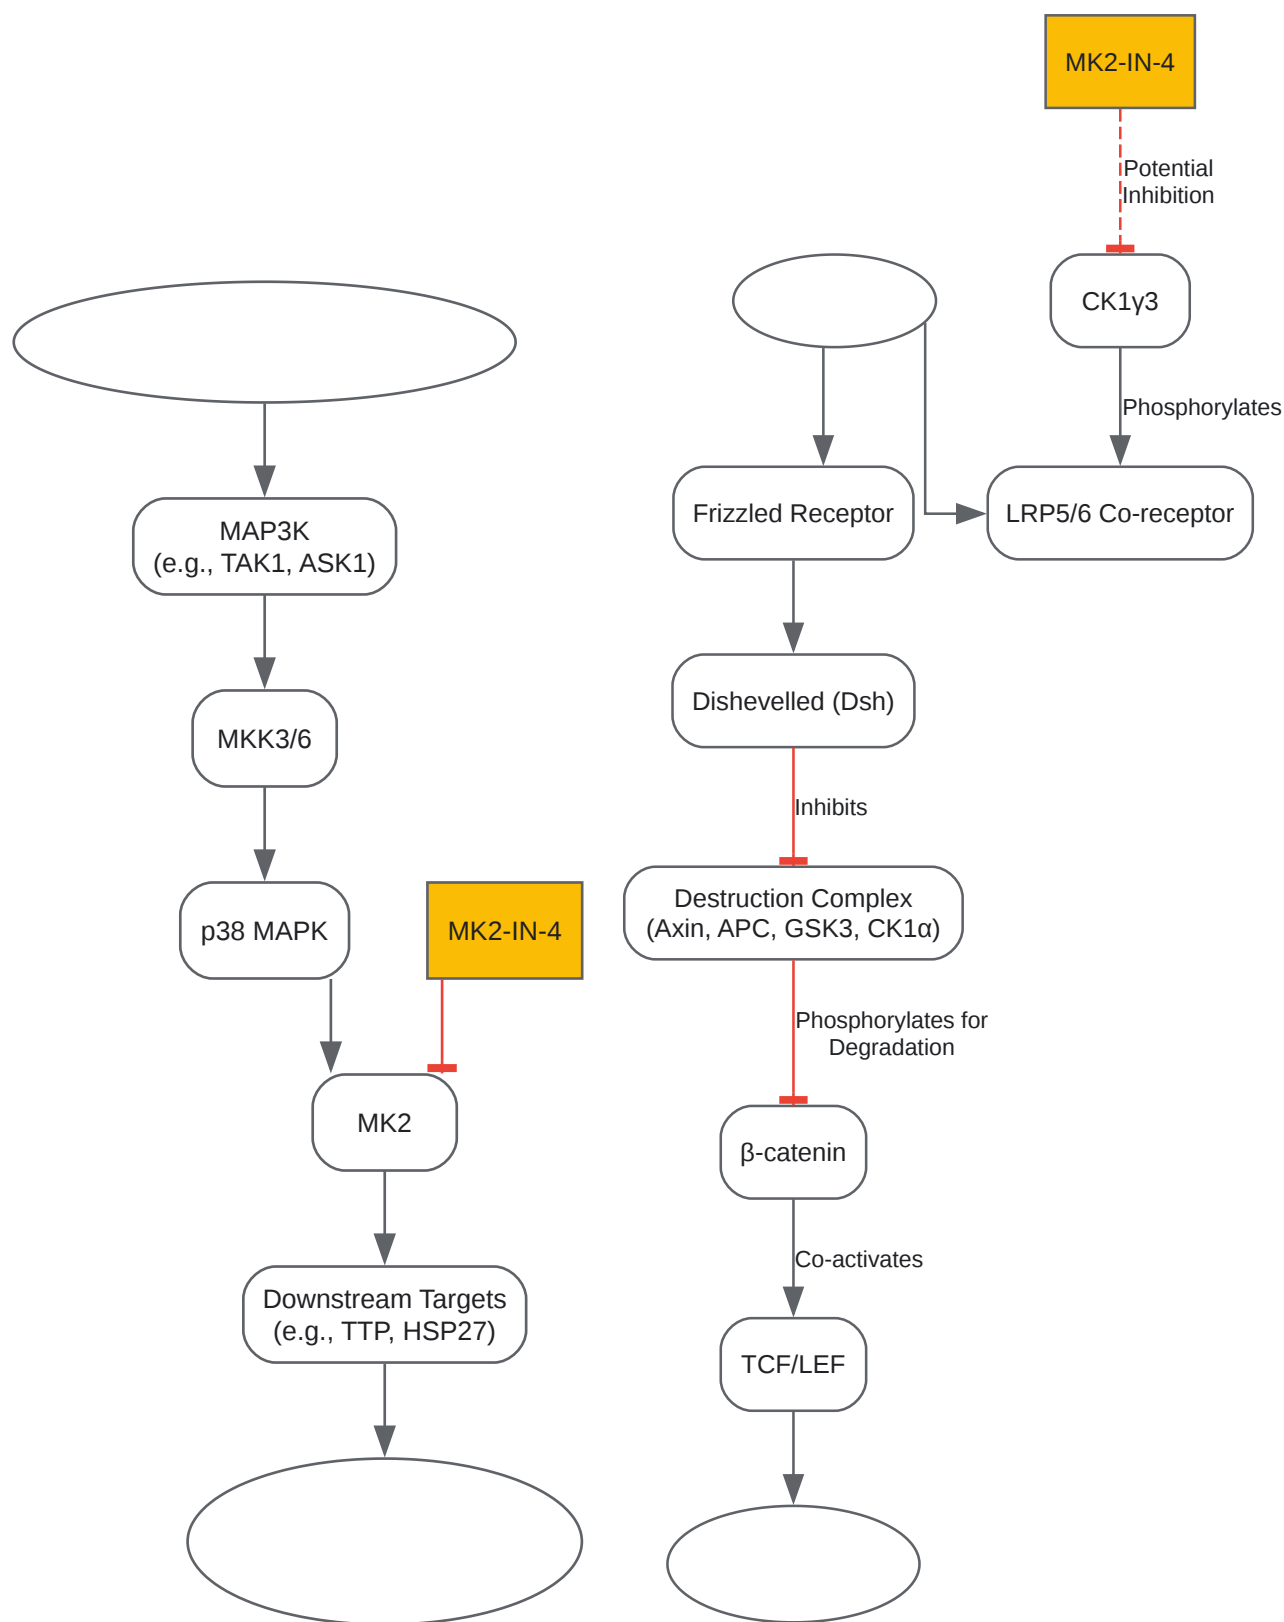 MK2-IN-4
Potential
Inhibition
CK1γ3
Phosphorylates
Frizzled Receptor
LRP5/6 Co-receptor
MAP3K
(e.g., TAK1, ASK1)
Dishevelled (Dsh)
MKK3/6
Inhibits
Destruction Complex
(Axin, APC, GSK3, CK1α)
p38 MAPK
MK2-IN-4
Phosphorylates for
Degradation
MK2
β-catenin
Co-activates
Downstream Targets
(e.g., TTP, HSP27)
TCF/LEF